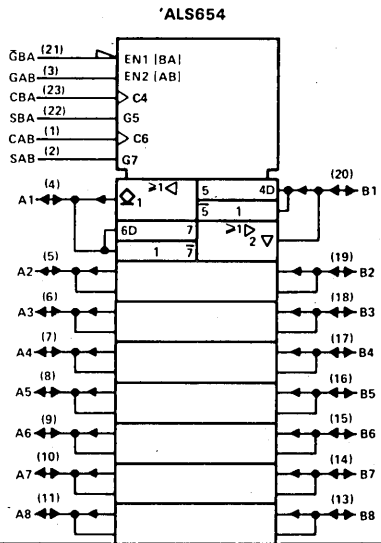 'ALS654
G̅BA (21) EN1 [BA]
GAB (3) EN2 [AB]
CBA (23) C4
SBA (22) G5
CAB (1) C6
SAB (2) G7
A1 (4) ≥1 1 5 4D (20) B1
5̅ 1
6D 7 ≥1 2
1 7̅
A2 (5) (19) B2
A3 (6) (18) B3
A4 (7) (17) B4
A5 (8) (16) B5
A6 (9) (15) B6
A7 (10) (14) B7
A8 (11) (13) B8